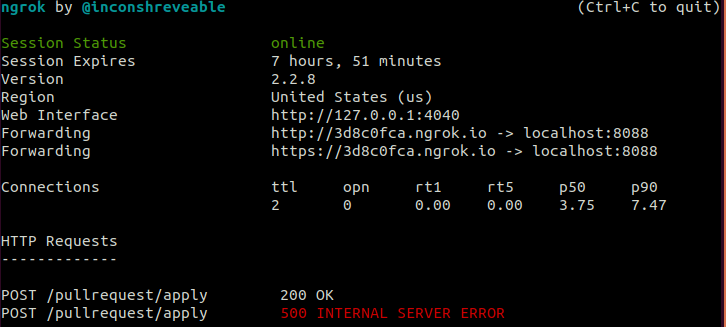 ngrok by @inconshreveable (Ctrl+C to quit)
Session Status online
Session Expires 7 hours, 51 minutes
Version 2.2.8
Region United States (us)
Web Interface http://127.0.0.1:4040
Forwarding http://3d8c0fca.ngrok.io -> localhost:8088
Forwarding https://3d8c0fca.ngrok.io -> localhost:8088
Connections ttl opn rt1 rt5 p50 p90
2 0 0.00 0.00 3.75 7.47
HTTP Requests
-------------
POST /pullrequest/apply 200 OK
POST /pullrequest/apply 500 INTERNAL SERVER ERROR